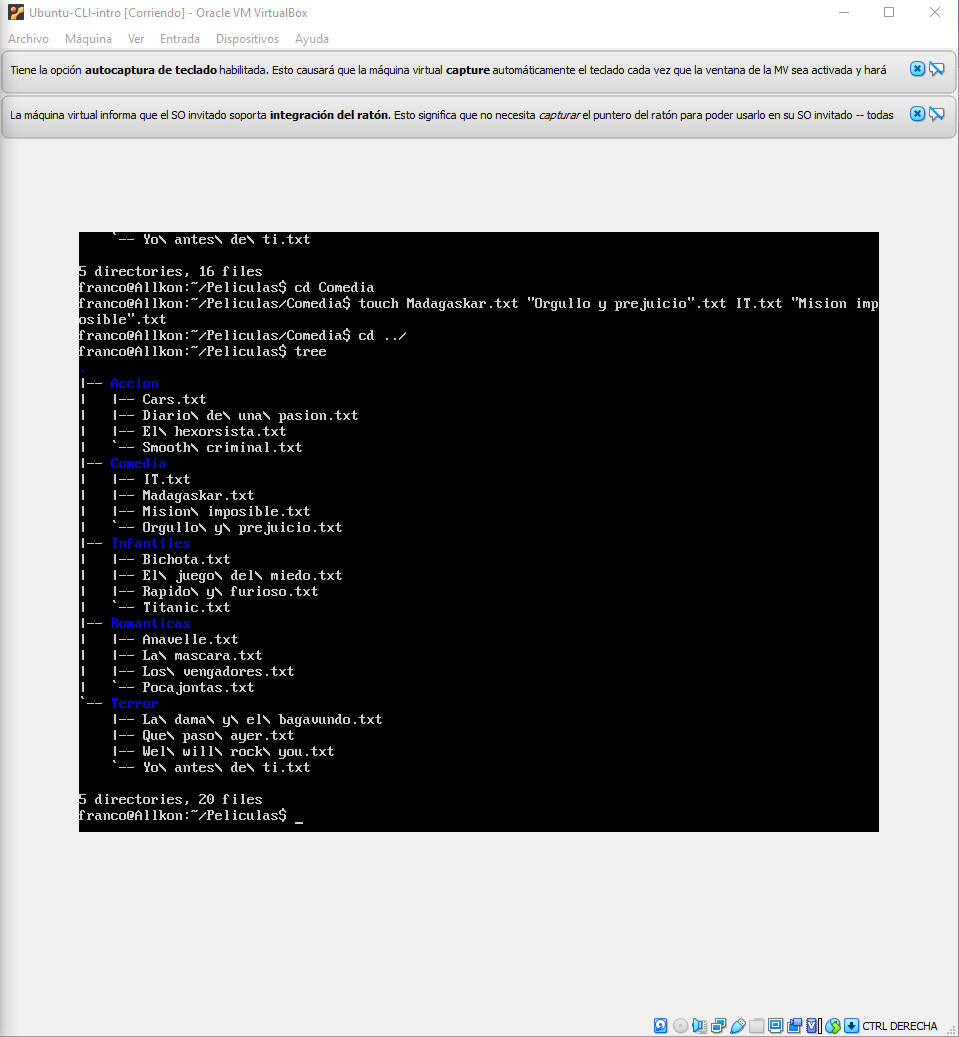 Ubuntu-CLI-intro [Corriendo] - Oracle VM VirtualBox
Archivo Máquina Ver Entrada Dispositivos Ayuda
Tiene la opción autocaptura de teclado habilitada. Esto causará que la máquina virtual capture automáticamente el teclado cada vez que la ventana de la MV sea activada y hará
La máquina virtual informa que el SO invitado soporta integración del ratón. Esto significa que no necesita capturar el puntero del ratón para poder usarlo en su SO invitado -- todas
`-- Yo\ antes\ de\ ti.txt
5 directories, 16 files
franco@Allkon:~/Peliculas$ cd Comedia
franco@Allkon:~/Peliculas/Comedia$ touch Madagaskar.txt "Orgullo y prejuicio".txt IT.txt "Mision imp
osible".txt
franco@Allkon:~/Peliculas/Comedia$ cd ../
franco@Allkon:~/Peliculas$ tree
.
|-- Accion
|   |-- Cars.txt
|   |-- Diario\ de\ una\ pasion.txt
|   |-- El\ hexorsista.txt
|   `-- Smooth\ criminal.txt
|-- Comedia
|   |-- IT.txt
|   |-- Madagaskar.txt
|   |-- Mision\ imposible.txt
|   `-- Orgullo\ y\ prejuicio.txt
|-- Infantiles
|   |-- Bichota.txt
|   |-- El\ juego\ del\ miedo.txt
|   |-- Rapido\ y\ furioso.txt
|   `-- Titanic.txt
|-- Romanticas
|   |-- Anavelle.txt
|   |-- La\ mascara.txt
|   |-- Los\ vengadores.txt
|   `-- Pocajontas.txt
`-- Terror
    |-- La\ dama\ y\ el\ bagavundo.txt
    |-- Que\ paso\ ayer.txt
    |-- Wel\ will\ rock\ you.txt
    `-- Yo\ antes\ de\ ti.txt
5 directories, 20 files
franco@Allkon:~/Peliculas$ _
CTRL DERECHA